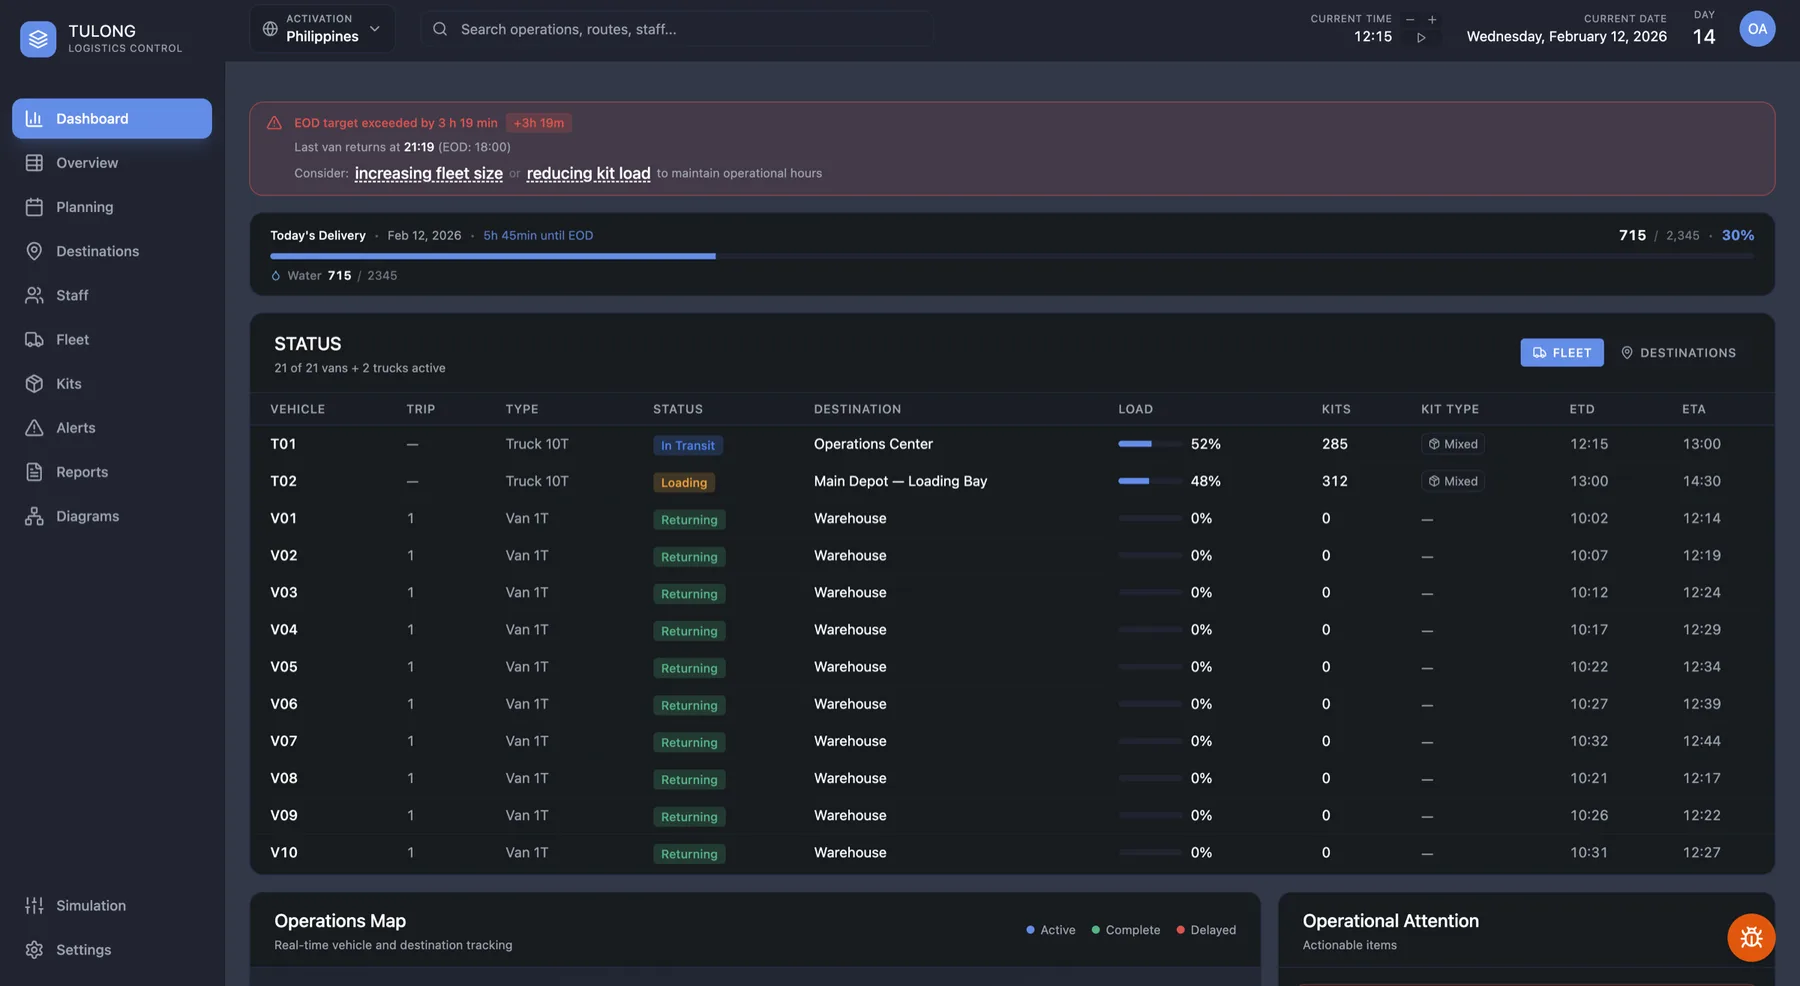 TULONG
LOGISTICS CONTROL
ACTIVATION
Philippines
Search operations, routes, staff...
CURRENT TIME
12:15
CURRENT DATE
Wednesday, February 12, 2026
DAY
14
OA
Dashboard
Overview
Planning
Destinations
Staff
Fleet
Kits
Alerts
Reports
Diagrams
Simulation
Settings
EOD target exceeded by 3 h 19 min +3h 19m
Last van returns at 21:19 (EOD: 18:00)
Consider: increasing fleet size or reducing kit load to maintain operational hours
Today's Delivery · Feb 12, 2026 · 5h 45min until EOD 715 / 2,345 · 30%
Water 715 / 2345
STATUS
21 of 21 vans + 2 trucks active
FLEET DESTINATIONS
VEHICLE TRIP TYPE STATUS DESTINATION LOAD KITS KIT TYPE ETD ETA
T01 — Truck 10T In Transit Operations Center 52% 285 Mixed 12:15 13:00
T02 — Truck 10T Loading Main Depot — Loading Bay 48% 312 Mixed 13:00 14:30
V01 1 Van 1T Returning Warehouse 0% 0 — 10:02 12:14
V02 1 Van 1T Returning Warehouse 0% 0 — 10:07 12:19
V03 1 Van 1T Returning Warehouse 0% 0 — 10:12 12:24
V04 1 Van 1T Returning Warehouse 0% 0 — 10:17 12:29
V05 1 Van 1T Returning Warehouse 0% 0 — 10:22 12:34
V06 1 Van 1T Returning Warehouse 0% 0 — 10:27 12:39
V07 1 Van 1T Returning Warehouse 0% 0 — 10:32 12:44
V08 1 Van 1T Returning Warehouse 0% 0 — 10:21 12:17
V09 1 Van 1T Returning Warehouse 0% 0 — 10:26 12:22
V10 1 Van 1T Returning Warehouse 0% 0 — 10:31 12:27
Operations Map
Real-time vehicle and destination tracking
Active Complete Delayed
Operational Attention
Actionable items